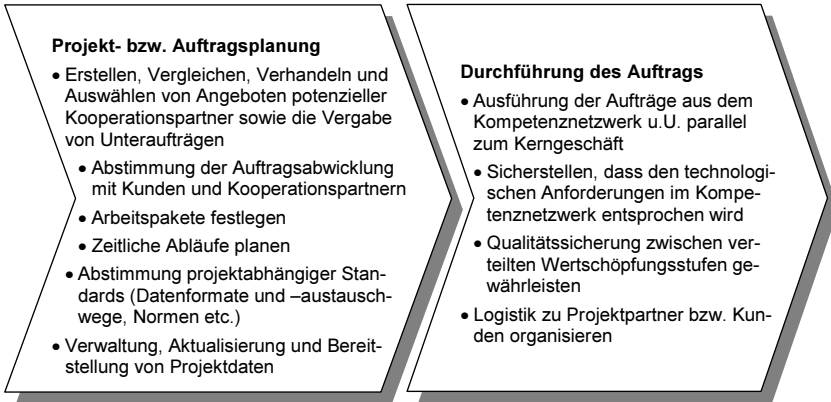 Projekt- bzw. Auftragsplanung
• Erstellen, Vergleichen, Verhandeln und
Auswählen von Angeboten potenzieller
Kooperationspartner sowie die Vergabe
von Unteraufträgen
• Abstimmung der Auftragsabwicklung
mit Kunden und Kooperationspartnern
• Arbeitspakete festlegen
• Zeitliche Abläufe planen
• Abstimmung projektabhängiger Stan-
dards (Datenformate und –austausch-
wege, Normen etc.)
• Verwaltung, Aktualisierung und Bereit-
stellung von Projektdaten
Durchführung des Auftrags
• Ausführung der Aufträge aus dem
Kompetenznetzwerk u.U. parallel
zum Kerngeschäft
• Sicherstellen, dass den technologi-
schen Anforderungen im Kompe-
tenznetzwerk entsprochen wird
• Qualitätssicherung zwischen ver-
teilten Wertschöpfungsstufen ge-
währleisten
• Logistik zu Projektpartner bzw. Kun-
den organisieren